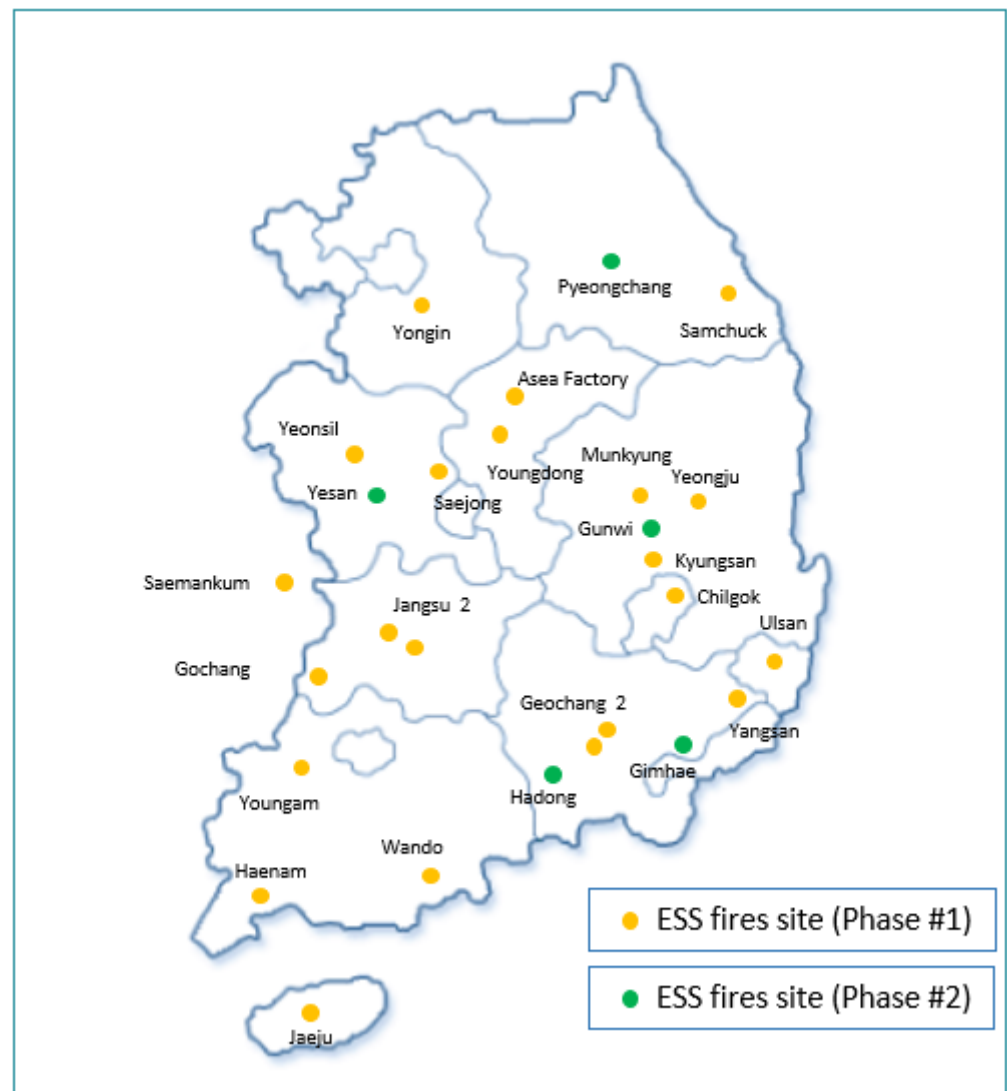 Pyeongchang
Samchuck
Yongin
Asea Factory
Yeonsil
Munkyung
Youngdong
Yeongju
Yesan
Saejong
Gunwi
Kyungsan
Saemankum
Chilgok
Jangsu 2
Ulsan
Gochang
Geochang 2
Yangsan
Gimhae
Hadong
Youngam
Wando
Haenam
ESS fires site (Phase #1)
ESS fires site (Phase #2)
Jaeju